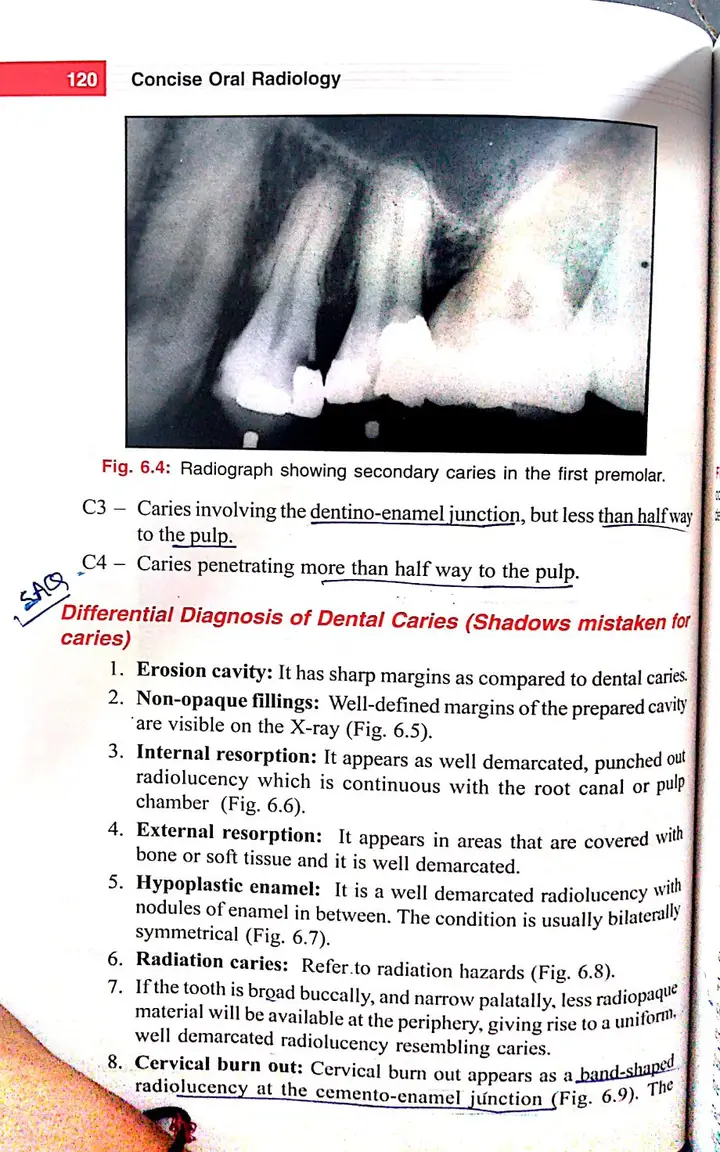 120 Concise Oral Radiology
Fig. 6.4: Radiograph showing secondary caries in the first premolar.
C3 – Caries involving the dentino-enamel junction, but less than half way
to the pulp.
C4 – Caries penetrating more than half way to the pulp.
SAQ
Differential Diagnosis of Dental Caries (Shadows mistaken for
caries)
1. Erosion cavity: It has sharp margins as compared to dental caries.
2. Non-opaque fillings: Well-defined margins of the prepared cavity
are visible on the X-ray (Fig. 6.5).
3. Internal resorption: It appears as well demarcated, punched out
radiolucency which is continuous with the root canal or pulp
chamber (Fig. 6.6).
4. External resorption: It appears in areas that are covered with
bone or soft tissue and it is well demarcated.
5. Hypoplastic enamel: It is a well demarcated radiolucency with
nodules of enamel in between. The condition is usually bilaterally
symmetrical (Fig. 6.7).
6. Radiation caries: Refer to radiation hazards (Fig. 6.8).
7. If the tooth is broad buccally, and narrow palatally, less radiopaque
material will be available at the periphery, giving rise to a uniform,
well demarcated radiolucency resembling caries.
8. Cervical burn out: Cervical burn out appears as a band-shaped
radiolucency at the cemento-enamel junction (Fig. 6.9). The